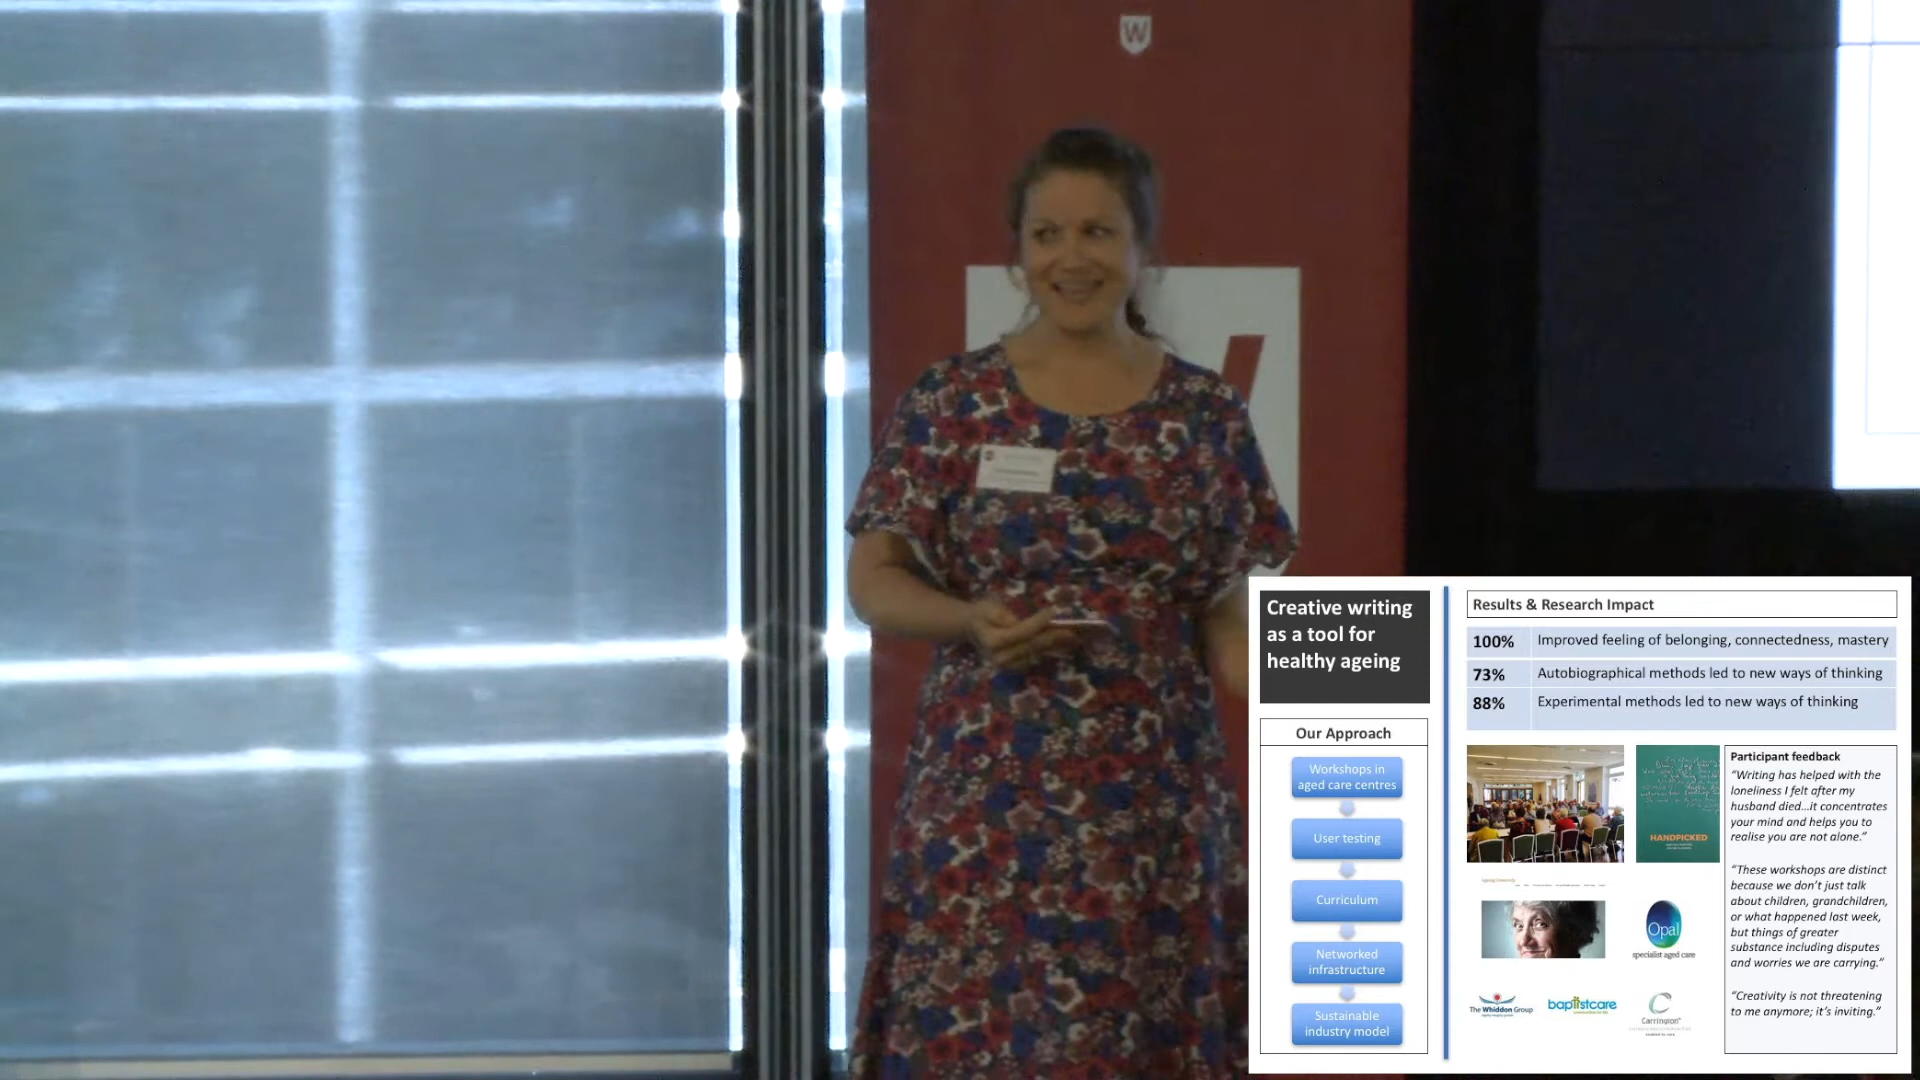 W
Creative writing
as a tool for
healthy ageing
Our Approach
Workshops in
aged care centres
User testing
Curriculum
Networked
infrastructure
Sustainable
industry model
Results & Research Impact
100% Improved feeling of belonging, connectedness, mastery
73% Autobiographical methods led to new ways of thinking
88% Experimental methods led to new ways of thinking
HANDPICKED
Opal
specialist aged care
The Whiddon Group
baptistcare
Carrington
Participant feedback
“Writing has helped with the
loneliness I felt after my
husband died…it concentrates
your mind and helps you to
realise you are not alone.”
“These workshops are distinct
because we don’t just talk
about children, grandchildren,
or what happened last week,
but things of greater
substance including disputes
and worries we are carrying.”
“Creativity is not threatening
to me anymore; it’s inviting.”